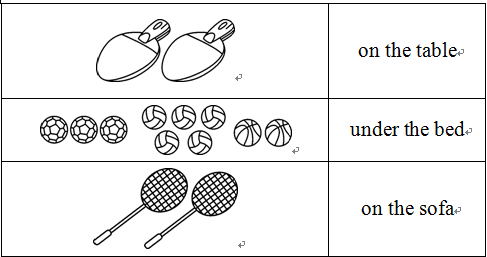 on the table
under the bed
on the sofa